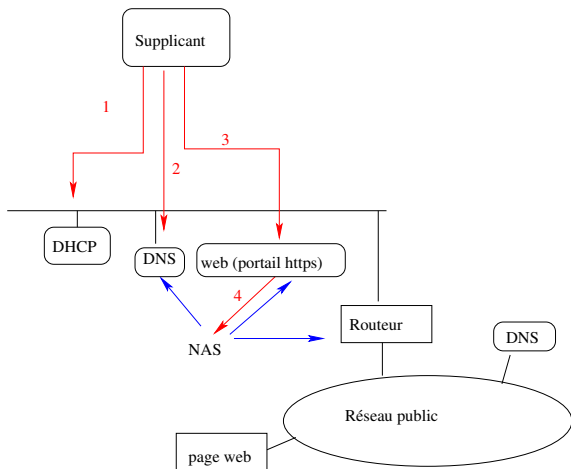 Supplicant
1
3
2
DHCP
DNS
web (portail https)
4
NAS
Routeur
DNS
Réseau public
page web